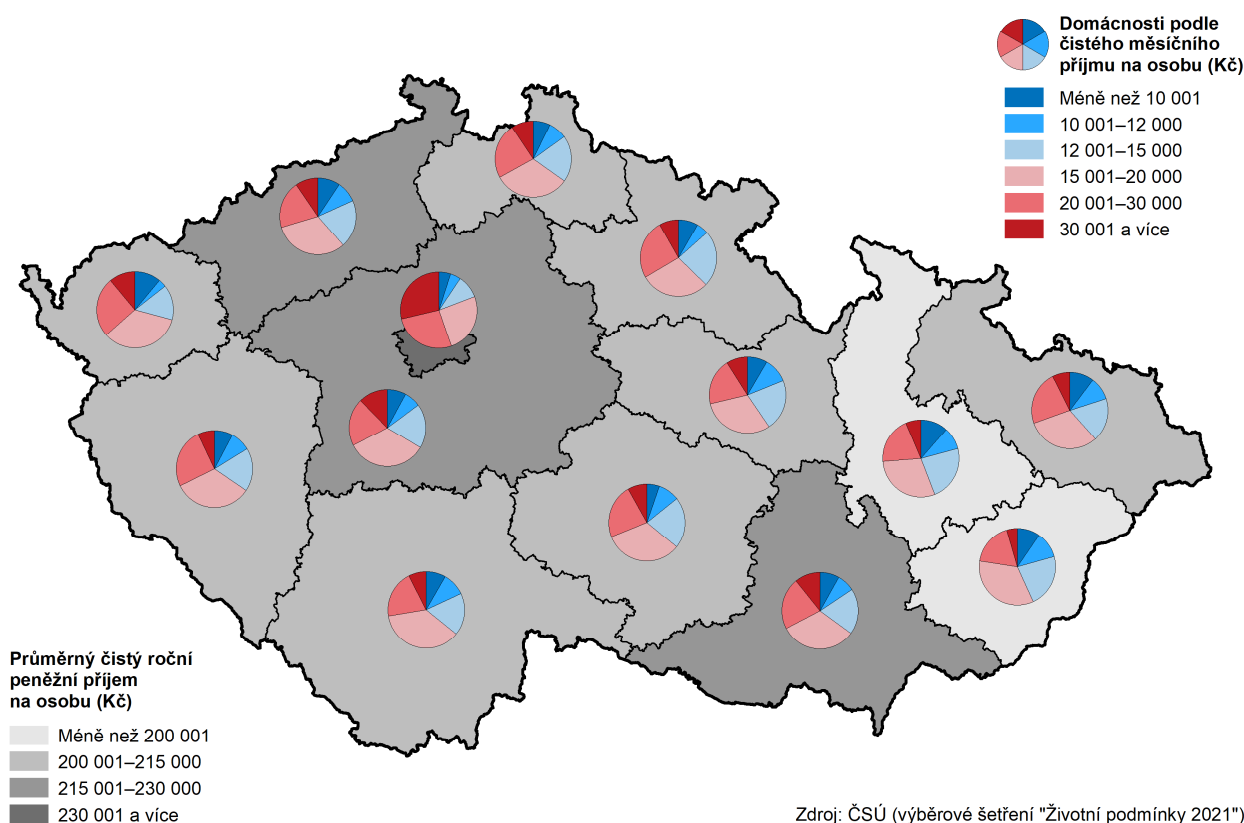 Domácnosti podle
čistého měsíčního
příjmu na osobu (Kč)
Méně než 10 001
10 001–12 000
12 001–15 000
15 001–20 000
20 001–30 000
30 001 a více
Průměrný čistý roční
peněžní příjem
na osobu (Kč)
Méně než 200 001
200 001–215 000
215 001–230 000
230 001 a více
Zdroj: ČSÚ (výběrové šetření "Životní podmínky 2021")